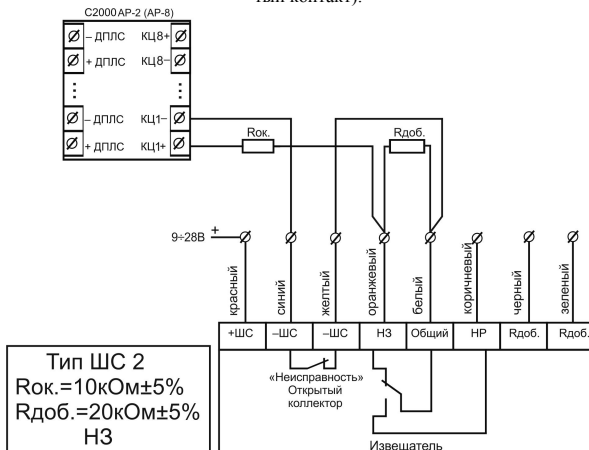 тый контакт).
С2000АР-2 (АР-8)
– ДПЛС КЦ8+
+ ДПЛС КЦ8–
– ДПЛС КЦ1–
+ ДПЛС КЦ1+
Rок.
Rдоб.
9÷28В +
красный
синий
желтый
оранжевый
белый
коричневый
черный
зеленый
+ШС –ШС –ШС НЗ Общий НР Rдоб. Rдоб.
«Неисправность»
Открытый
коллектор
Извещатель
Тип ШС 2
Rок.=10кОм±5%
Rдоб.=20кОм±5%
НЗ